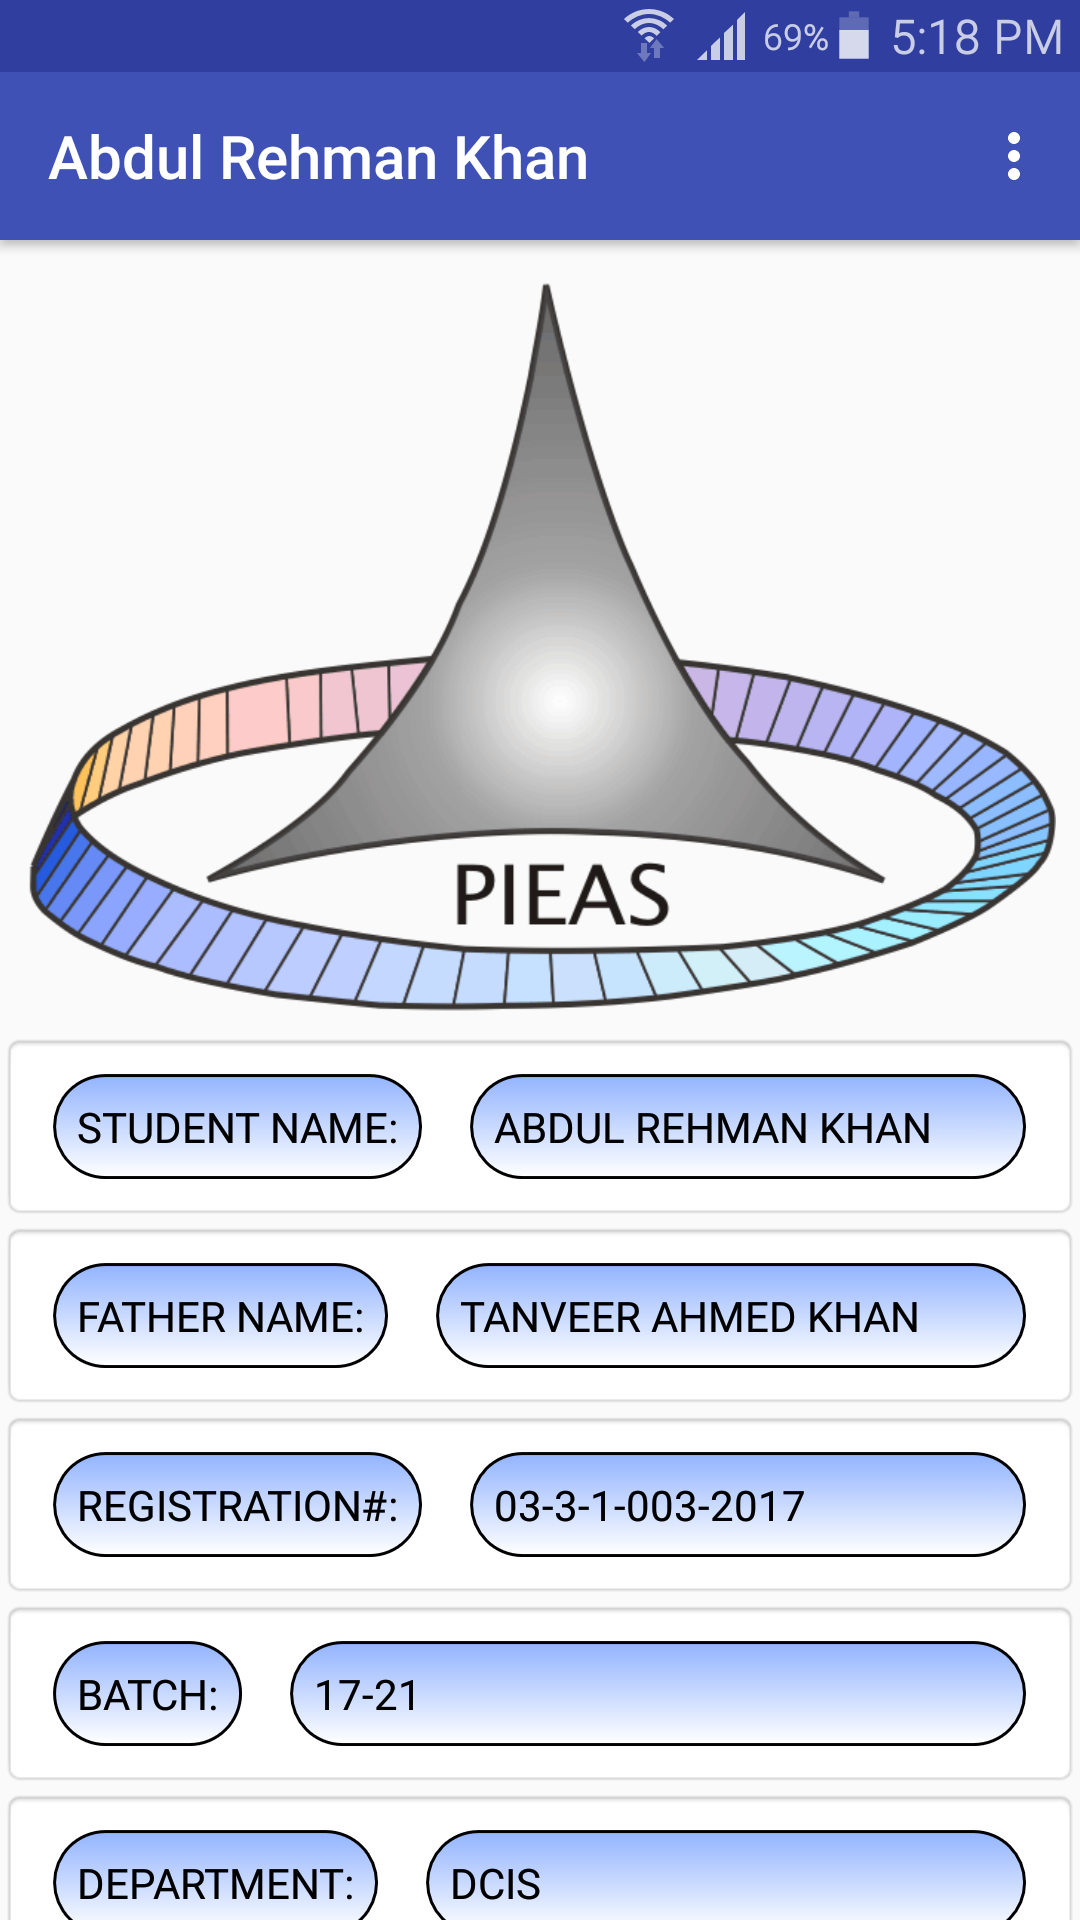 69% 5:18 PM
Abdul Rehman Khan
PIEAS
STUDENT NAME: ABDUL REHMAN KHAN
FATHER NAME: TANVEER AHMED KHAN
REGISTRATION#: 03-3-1-003-2017
BATCH: 17-21
DEPARTMENT: DCIS